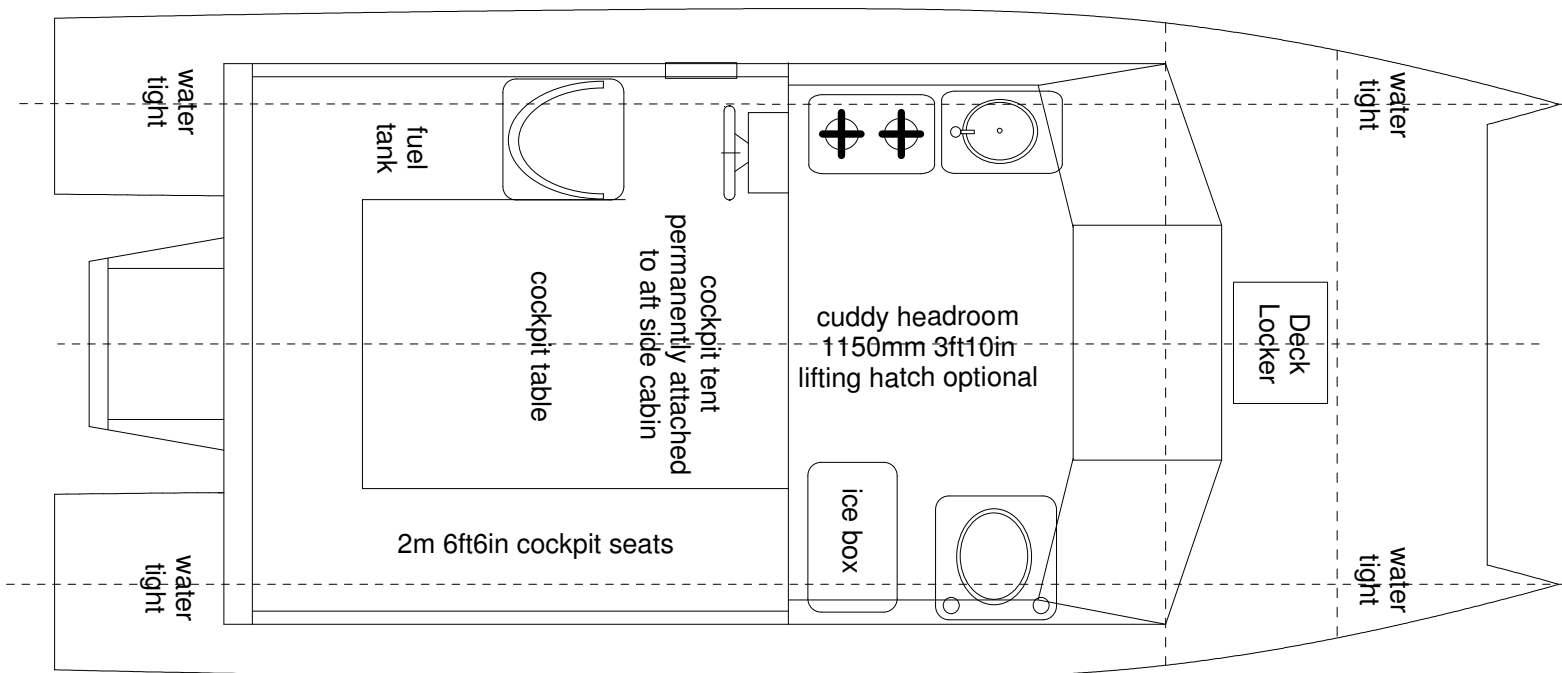 water
tight
fuel
tank
water
tight
cockpit tent
permanently attached
to aft side cabin
cockpit table
cuddy headroom
1150mm 3ft10in
lifting hatch optional
Deck
Locker
ice box
2m 6ft6in cockpit seats
water
tight
water
tight